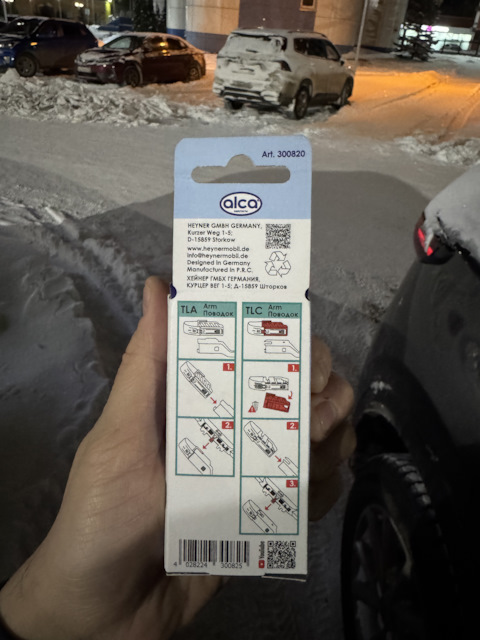 Art. 300820
alca
HEYNER GMBH GERMANY,
Kurzer Weg 1-5;
D-15859 Storkow
www.heynermobil.de
info@heynermobil.de
Designed in Germany
Manufactured in P.R.C.
ХЕЙНЕР ГМБХ ГЕРМАНИЯ,
КУРЦЕР ВЕГ 1-5; Д-15859 Шторков
TLA Arm
Поводок
1.
2.
TLC Arm
Поводок
1.
2.
3.
4 028224 300825
Youtube